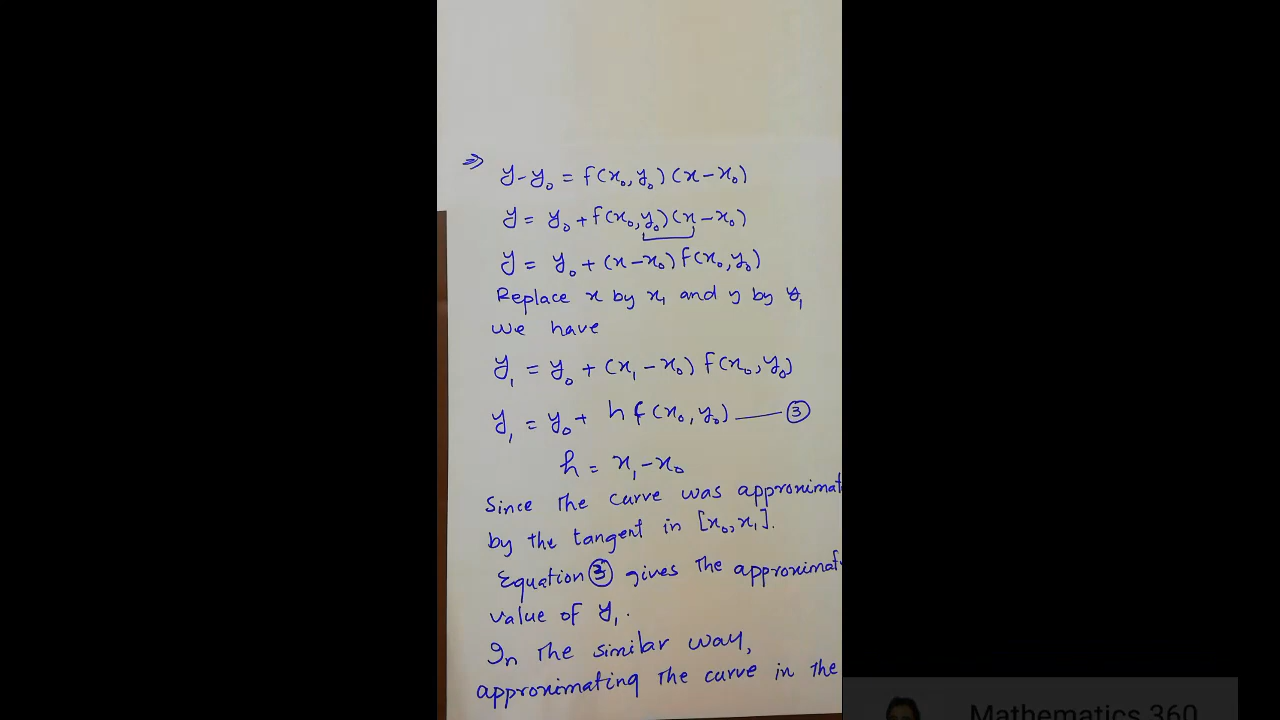 ⇒ y - y₀ = f(x₀, y₀) (x - x₀)
y = y₀ + f(x₀, y₀) (x - x₀)
y = y₀ + (x - x₀) f(x₀, y₀)
Replace x by x₁ and y by y₁
we have
y₁ = y₀ + (x₁ - x₀) f(x₀, y₀)
y₁ = y₀ + h f(x₀, y₀) —— ③
h = x₁ - x₀
Since The curve was approximat
by the tangent in [x₀, x₁].
Equation ③ gives The approximat
value of y₁.
In The similar way,
approximating The curve in the
Mathematics 360